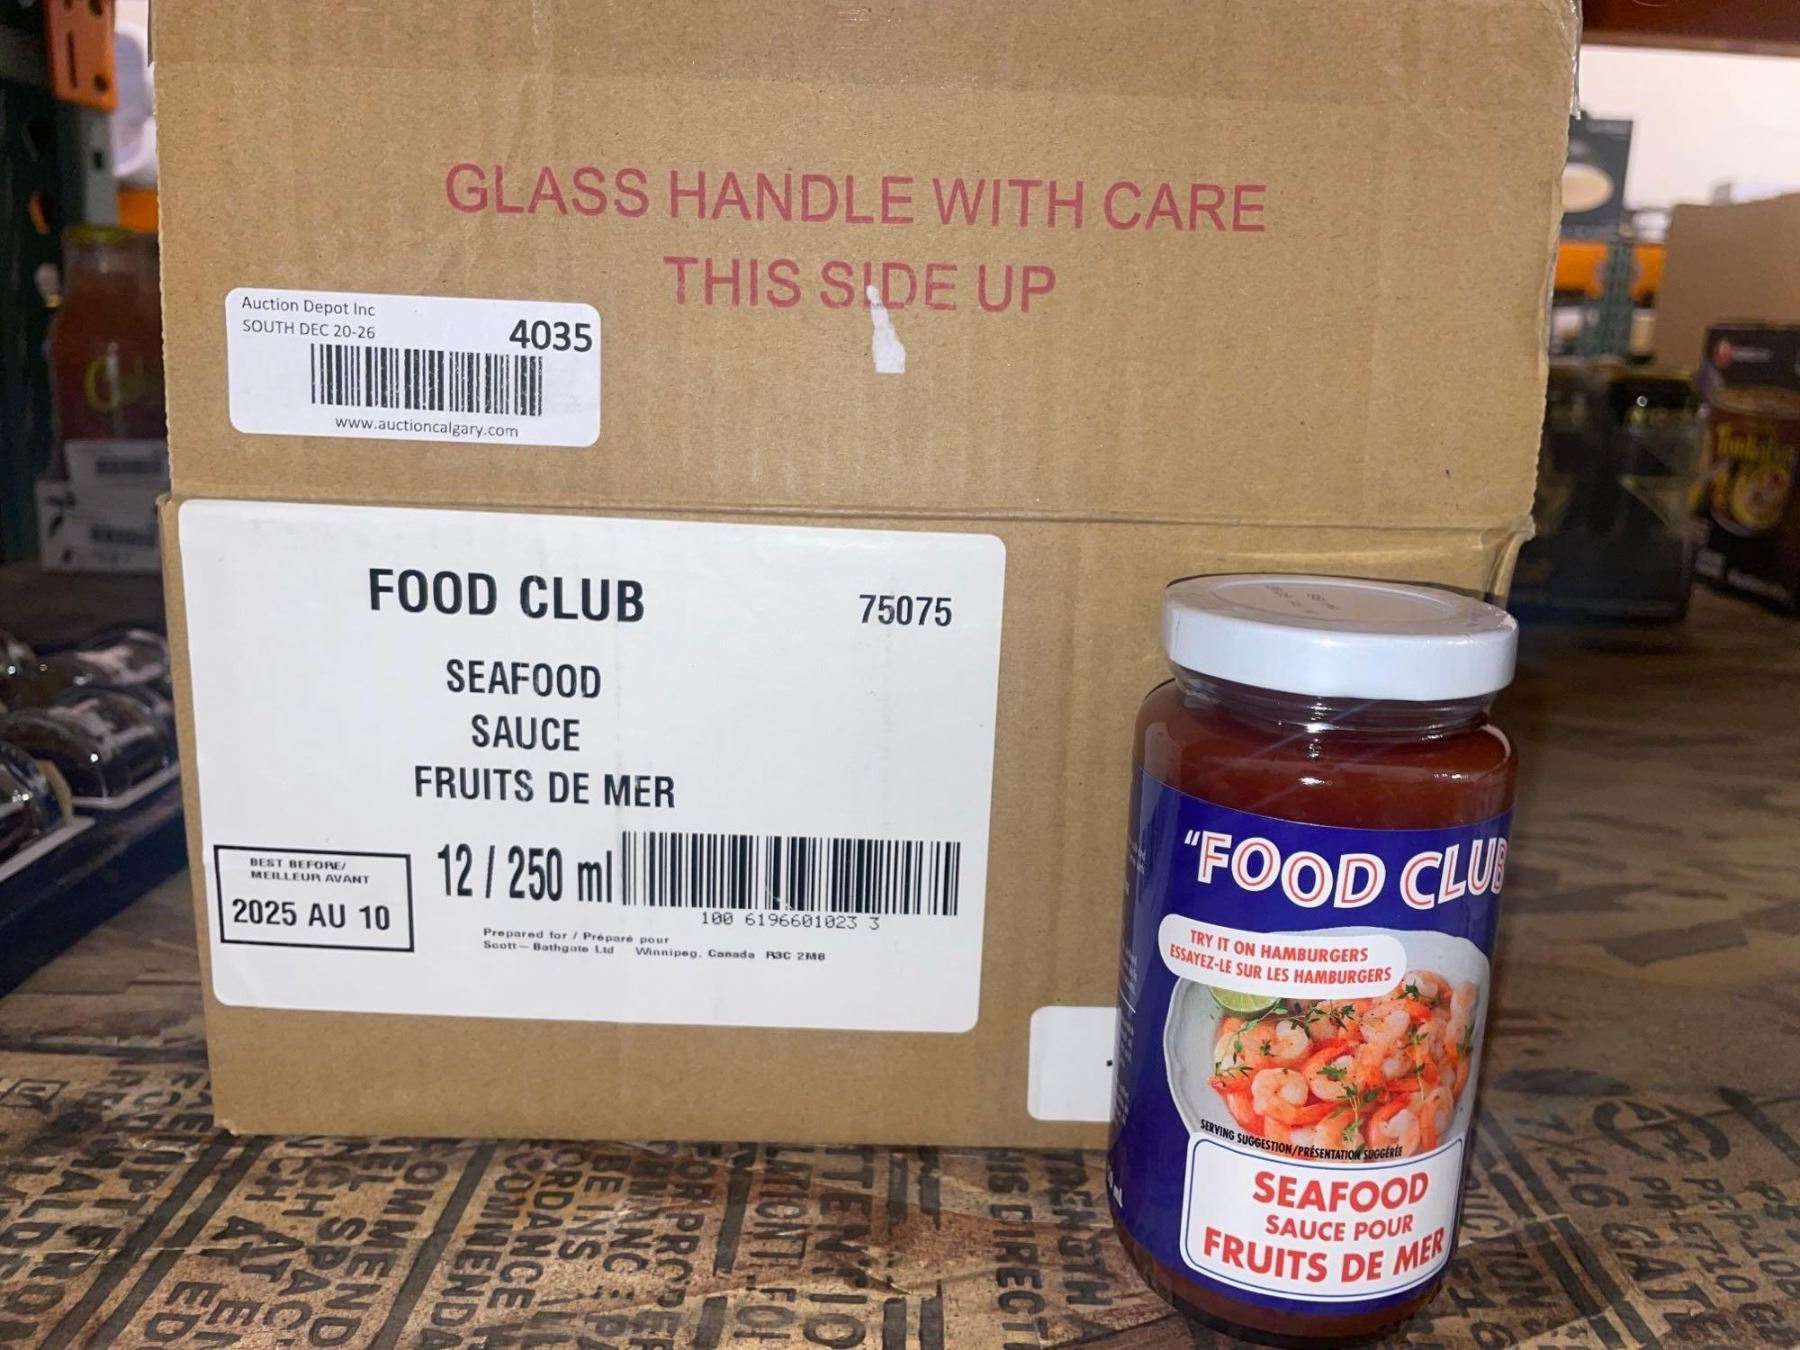 GLASS HANDLE WITH CARE
THIS SIDE UP
Auction Depot Inc
SOUTH DEC 20-26
4035
www.auctioncalgary.com
FOOD CLUB
75075
SEAFOOD
SAUCE
FRUITS DE MER
BEST BEFORE/
MEILLEUR AVANT
2025 AU 10
12 / 250 ml
100 6196601023 3
Prepared for / Préparé pour
Scott-Bathgate Ltd Winnipeg, Canada R3C 2M8
"FOOD CLUB
TRY IT ON HAMBURGERS
ESSAYEZ-LE SUR LES HAMBURGERS
SERVING SUGGESTION/PRÉSENTATION SUGGÉRÉE
SEAFOOD
SAUCE POUR
FRUITS DE MER